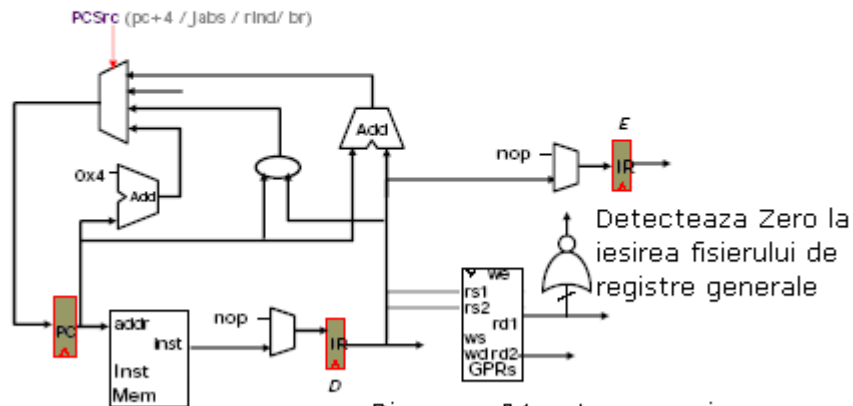 PCSrc (pc+4 / jabs / rind/ br)
E
Add
nop
IR
0x4
Add
Detecteaza Zero la
iesirea fisierului de
registre generale
we
rs1
rs2
rd1
ws
wd rd2
GPRs
PC
addr
inst
Inst
Mem
nop
IR
D